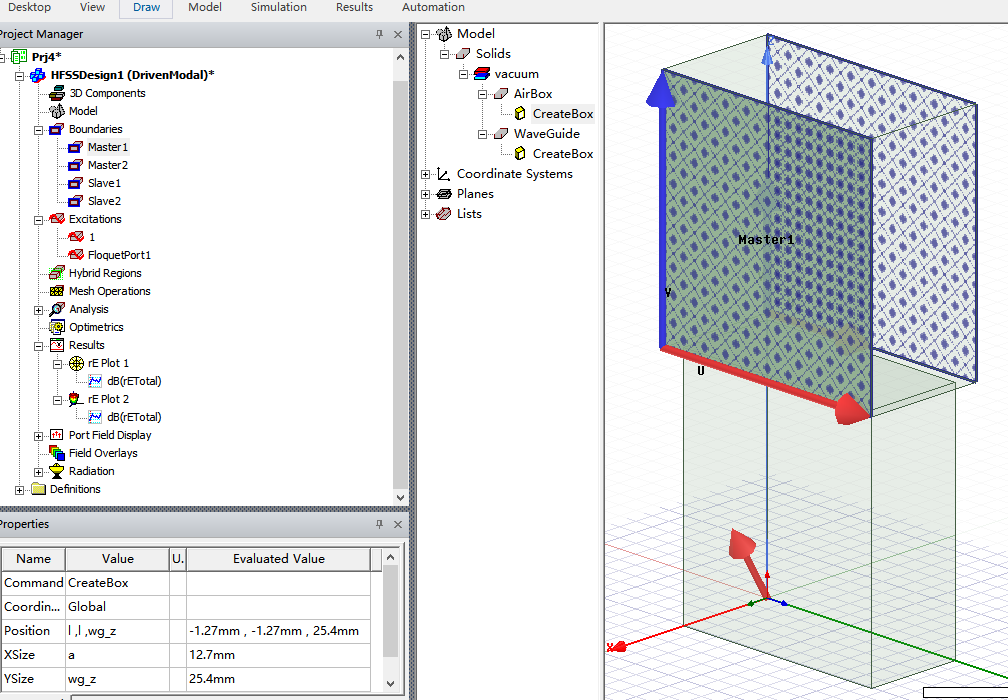 Desktop View Draw Model Simulation Results Automation
Project Manager
Prj4*
HFSSDesign1 (DrivenModal)*
3D Components
Model
Boundaries
Master1
Master2
Slave1
Slave2
Excitations
1
FloquetPort1
Hybrid Regions
Mesh Operations
Analysis
Optimetrics
Results
rE Plot 1
dB(rETotal)
rE Plot 2
dB(rETotal)
Port Field Display
Field Overlays
Radiation
Definitions
Properties
Name Value U. Evaluated Value
Command CreateBox
Coordin... Global
Position l ,l ,wg_z -1.27mm , -1.27mm , 25.4mm
XSize a 12.7mm
YSize wg_z 25.4mm
Model
Solids
vacuum
AirBox
CreateBox
WaveGuide
CreateBox
Coordinate Systems
Planes
Lists
Master1
V
U
X